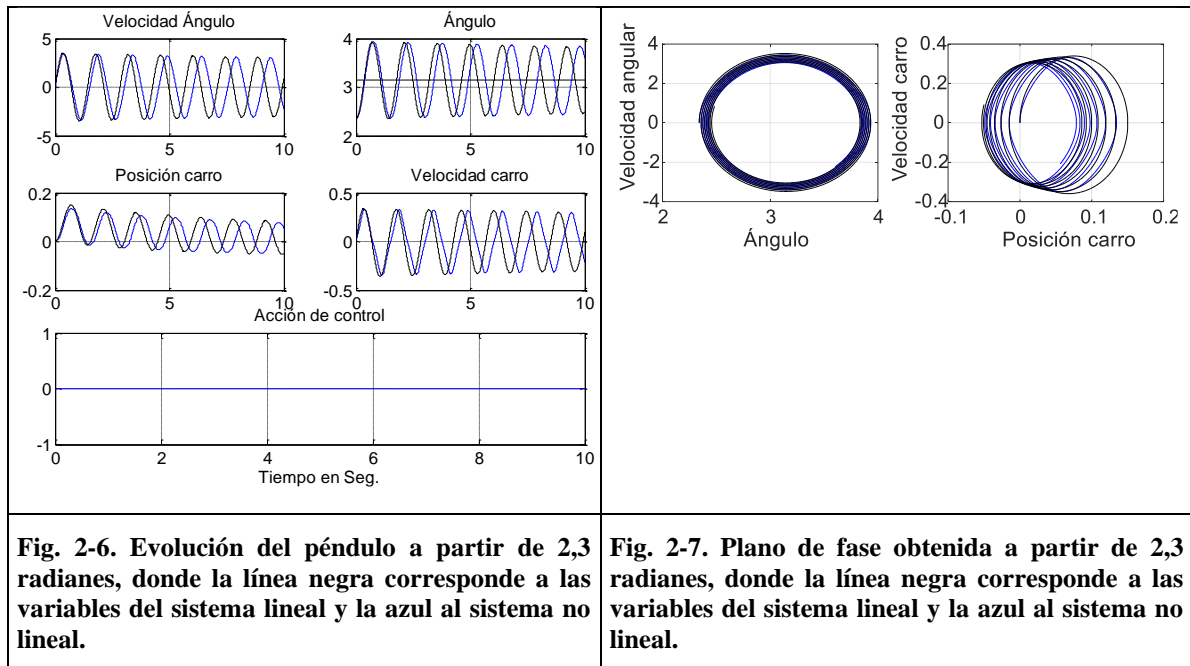 Velocidad Ángulo
5
0
-5
0
5
10
Ángulo
4
3
2
0
5
10
Posición carro
0.2
0
-0.2
0
5
10
Velocidad carro
0.5
0
-0.5
0
5
10
Acción de control
1
0
-1
0
2
4
6
8
10
Tiempo en Seg.
Velocidad angular
4
2
0
-2
-4
2
3
4
Ángulo
Velocidad carro
0.4
0.2
0
-0.2
-0.4
-0.1
0
0.1
0.2
Posición carro
Fig. 2-6. Evolución del péndulo a partir de 2,3
radianes, donde la línea negra corresponde a las
variables del sistema lineal y la azul al sistema no
lineal.
Fig. 2-7. Plano de fase obtenida a partir de 2,3
radianes, donde la línea negra corresponde a las
variables del sistema lineal y la azul al sistema no
lineal.